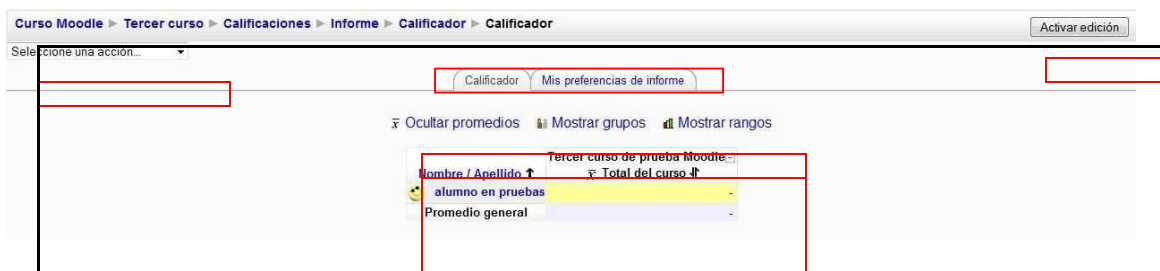 Curso Moodle ► Tercer curso ► Calificaciones ► Informe ► Calificador ► Calificador
Activar edición
Seleccione una acción...
Calificador Mis preferencias de informe
x̅ Ocultar promedios Mostrar grupos Mostrar rangos
Tercer curso de prueba Moodle
Nombre / Apellido ↑ x̅ Total del curso ↓↑
alumno en pruebas -
Promedio general -